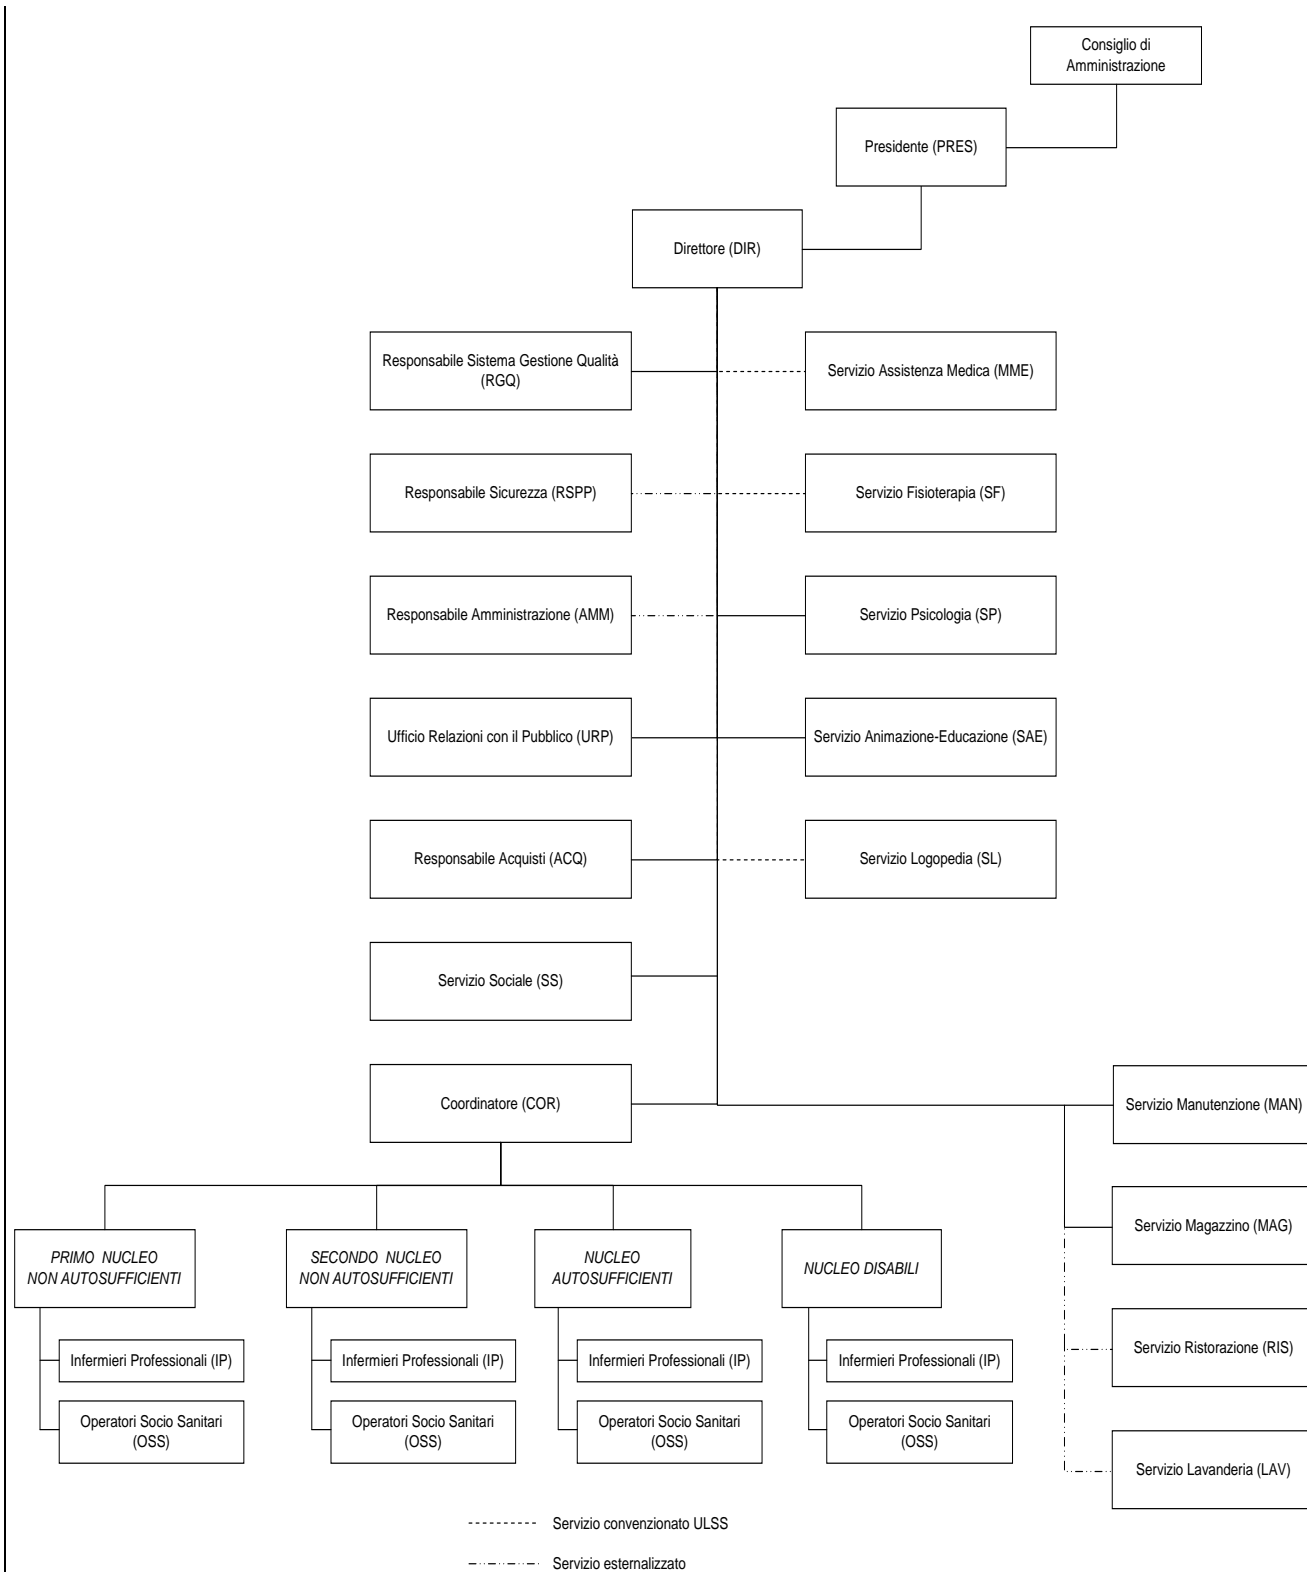 Consiglio di
Amministrazione
Presidente (PRES)
Direttore (DIR)
Responsabile Sistema Gestione Qualità
(RGQ)
Servizio Assistenza Medica (MME)
Responsabile Sicurezza (RSPP)
Servizio Fisioterapia (SF)
Responsabile Amministrazione (AMM)
Servizio Psicologia (SP)
Ufficio Relazioni con il Pubblico (URP)
Servizio Animazione-Educazione (SAE)
Responsabile Acquisti (ACQ)
Servizio Logopedia (SL)
Servizio Sociale (SS)
Coordinatore (COR)
Servizio Manutenzione (MAN)
Servizio Magazzino (MAG)
Servizio Ristorazione (RIS)
Servizio Lavanderia (LAV)
PRIMO NUCLEO
NON AUTOSUFFICIENTI
Infermieri Professionali (IP)
Operatori Socio Sanitari
(OSS)
SECONDO NUCLEO
NON AUTOSUFFICIENTI
Infermieri Professionali (IP)
Operatori Socio Sanitari
(OSS)
NUCLEO
AUTOSUFFICIENTI
Infermieri Professionali (IP)
Operatori Socio Sanitari
(OSS)
NUCLEO DISABILI
Infermieri Professionali (IP)
Operatori Socio Sanitari
(OSS)
Servizio convenzionato ULSS
Servizio esternalizzato